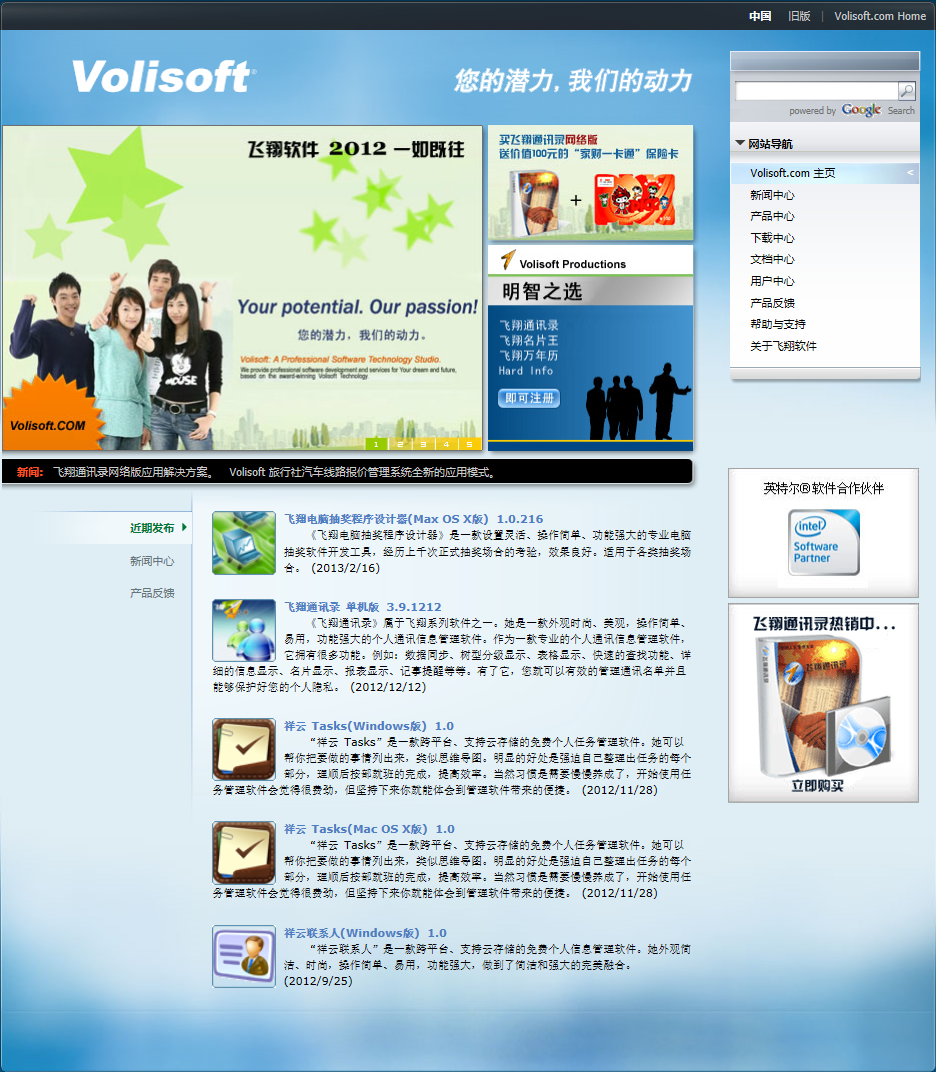 中国 旧版 | Volisoft.com Home
Volisoft®
您的潜力, 我们的动力
powered by Google Search
网站导航
Volisoft.com 主页 <
新闻中心
产品中心
下载中心
文档中心
用户中心
产品反馈
帮助与支持
关于飞翔软件
飞翔软件 2012 一如既往
Your potential. Our passion!
您的潜力，我们的动力。
Volisoft: A Professional Software Technology Studio.
We provide professional software development and services for Your dream and future,
based on the award-winning Volisoft Technology
Volisoft.COM
1 2 3 4 5
买飞翔通讯录网络版
送价值100元的“家财一卡通”保险卡
+
Volisoft Productions
明智之选
飞翔通讯录
飞翔名片王
飞翔万年历
Hard Info
即可注册
新闻: 飞翔通讯录网络版应用解决方案。 Volisoft 旅行社汽车线路报价管理系统全新的应用模式。
近期发布
新闻中心
产品反馈
飞翔电脑抽奖程序设计器(Max OS X版) 1.0.216
《飞翔电脑抽奖程序设计器》是一款设置灵活、操作简单、功能强大的专业电脑
抽奖软件开发工具，经历上千次正式抽奖场合的考验，效果良好。适用于各类抽奖场
合。 (2013/2/16)
飞翔通讯录 单机版 3.9.1212
《飞翔通讯录》属于飞翔系列软件之一。她是一款外观时尚、美观，操作简单、
易用，功能强大的个人通讯信息管理软件。作为一款专业的个人通讯信息管理软件，
它拥有很多功能。例如：数据同步、树型分级显示、表格显示、快速的查找功能、详
细的信息显示、名片显示、报表显示、记事提醒等等。有了它，您就可以有效的管理通讯名单并且
能够保护好您的个人隐私。 (2012/12/12)
祥云 Tasks(Windows版) 1.0
“祥云 Tasks”是一款跨平台、支持云存储的免费个人任务管理软件。她可以
帮你把要做的事情列出来，类似思维导图。明显的好处是强迫自己整理出任务的每个
部分，理顺后按部就班的完成，提高效率。当然习惯是需要慢慢养成了，开始使用任
务管理软件会觉得很费劲，但坚持下来你就能体会到管理软件带来的便捷。 (2012/11/28)
祥云 Tasks(Mac OS X版) 1.0
“祥云 Tasks”是一款跨平台、支持云存储的免费个人任务管理软件。她可以
帮你把要做的事情列出来，类似思维导图。明显的好处是强迫自己整理出任务的每个
部分，理顺后按部就班的完成，提高效率。当然习惯是需要慢慢养成了，开始使用任
务管理软件会觉得很费劲，但坚持下来你就能体会到管理软件带来的便捷。 (2012/11/28)
祥云联系人(Windows版) 1.0
“祥云联系人”是一款跨平台、支持云存储的免费个人信息管理软件。她外观简
洁、时尚，操作简单、易用，功能强大，做到了简洁和强大的完美融合。
(2012/9/25)
英特尔®软件合作伙伴
intel
Software
Partner
飞翔通讯录热销中...
飞翔通讯录
立即购买